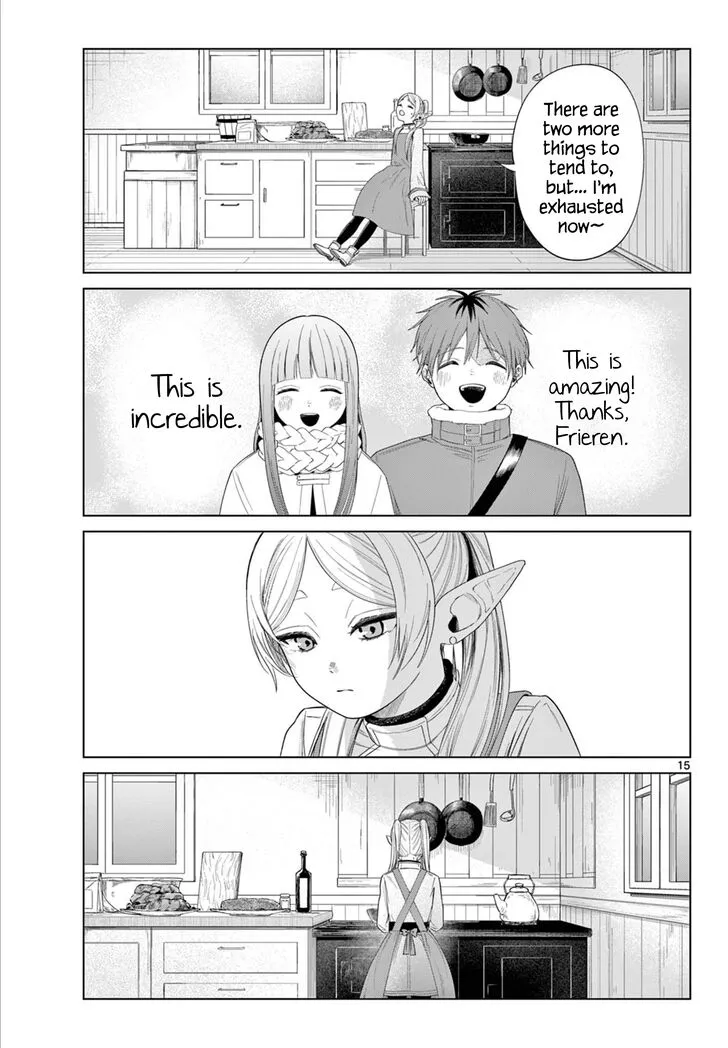 There are
two more
things to
tend to,
but... I'm
exhausted
now~
This is
amazing!
Thanks,
Frieren.
This is
incredible.
15